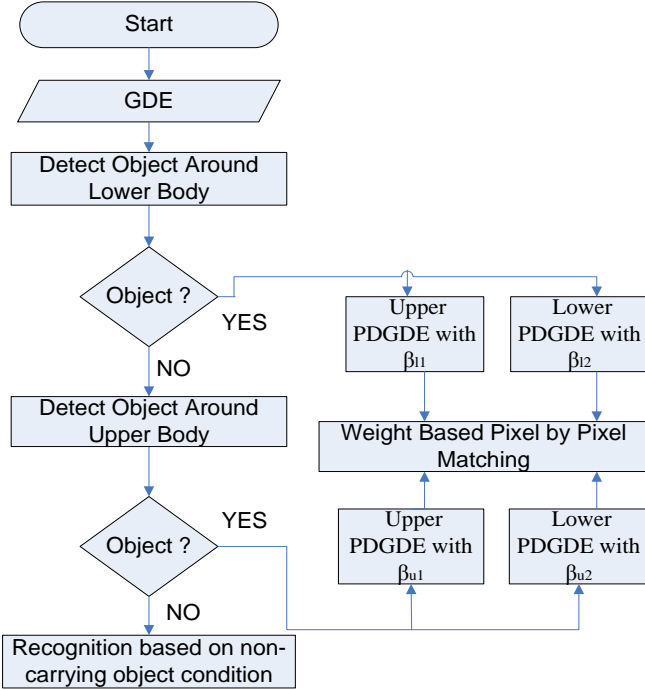 Start
GDE
Detect Object Around
Lower Body
Object ?
YES
NO
Upper
PDGDE with
βl1
Lower
PDGDE with
βl2
Detect Object Around
Upper Body
Weight Based Pixel by Pixel
Matching
Object ?
YES
NO
Upper
PDGDE with
βu1
Lower
PDGDE with
βu2
Recognition based on non-
carrying object condition